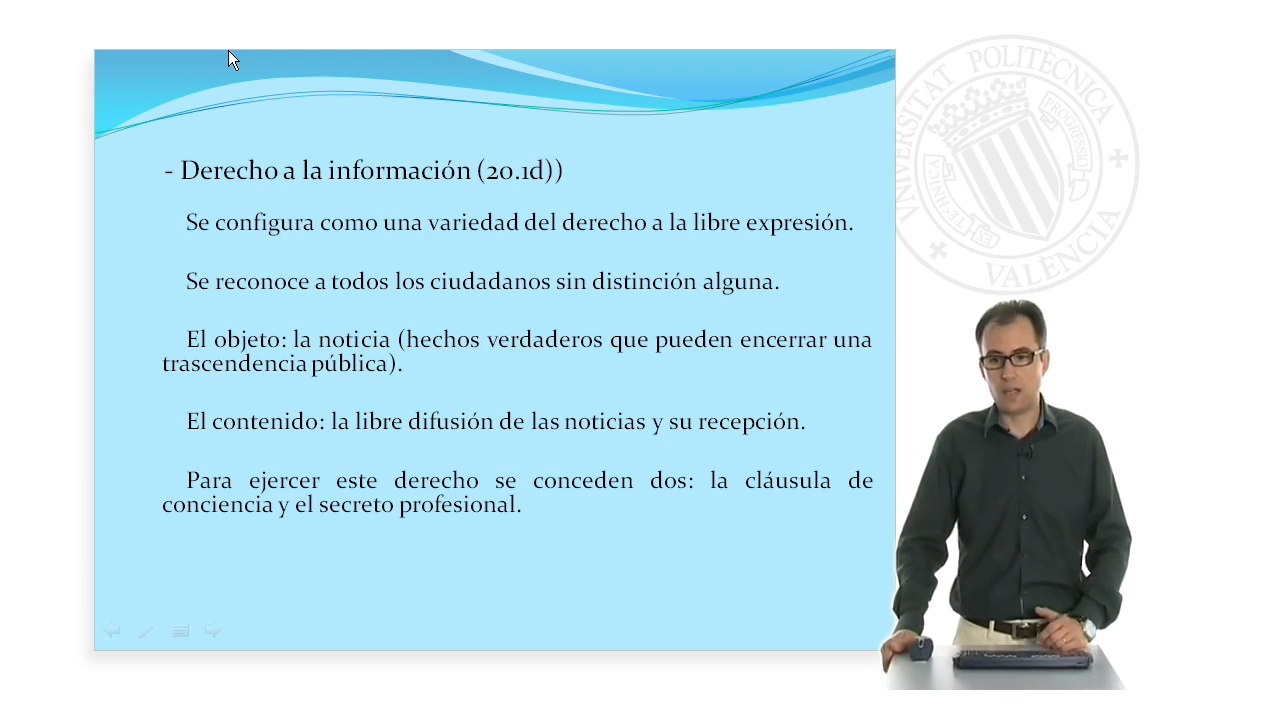 - Derecho a la información (20.1d))
Se configura como una variedad del derecho a la libre expresión.
Se reconoce a todos los ciudadanos sin distinción alguna.
El objeto: la noticia (hechos verdaderos que pueden encerrar una
trascendencia pública).
El contenido: la libre difusión de las noticias y su recepción.
Para ejercer este derecho se conceden dos: la cláusula de
conciencia y el secreto profesional.
UNIVERSITAT POLITÈCNICA
VALÈNCIA
EX TECHNICA
PROGRESSIO